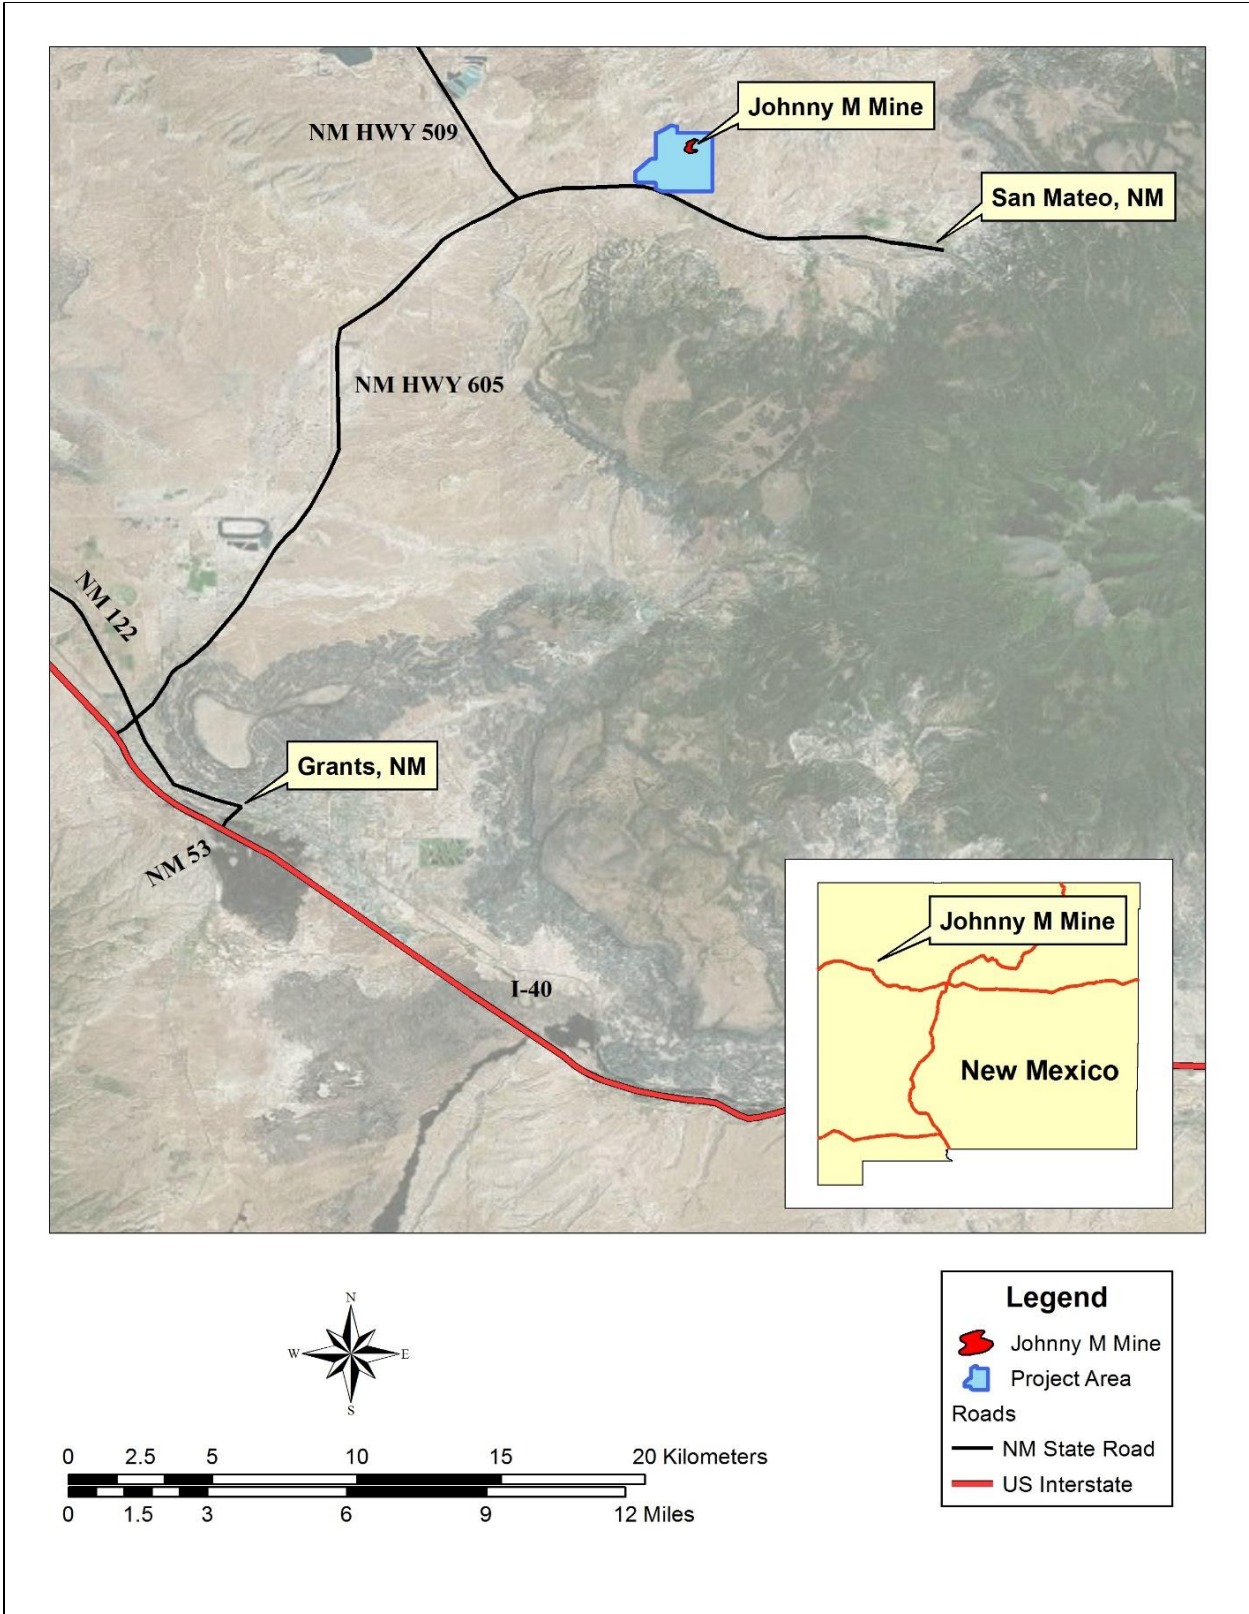 Johnny M Mine
NM HWY 509
San Mateo, NM
NM HWY 605
NM 122
Grants, NM
NM 53
I-40
Johnny M Mine
New Mexico
N
W E
S
Legend
Johnny M Mine
Project Area
Roads
NM State Road
US Interstate
0 2.5 5 10 15 20 Kilometers
0 1.5 3 6 9 12 Miles